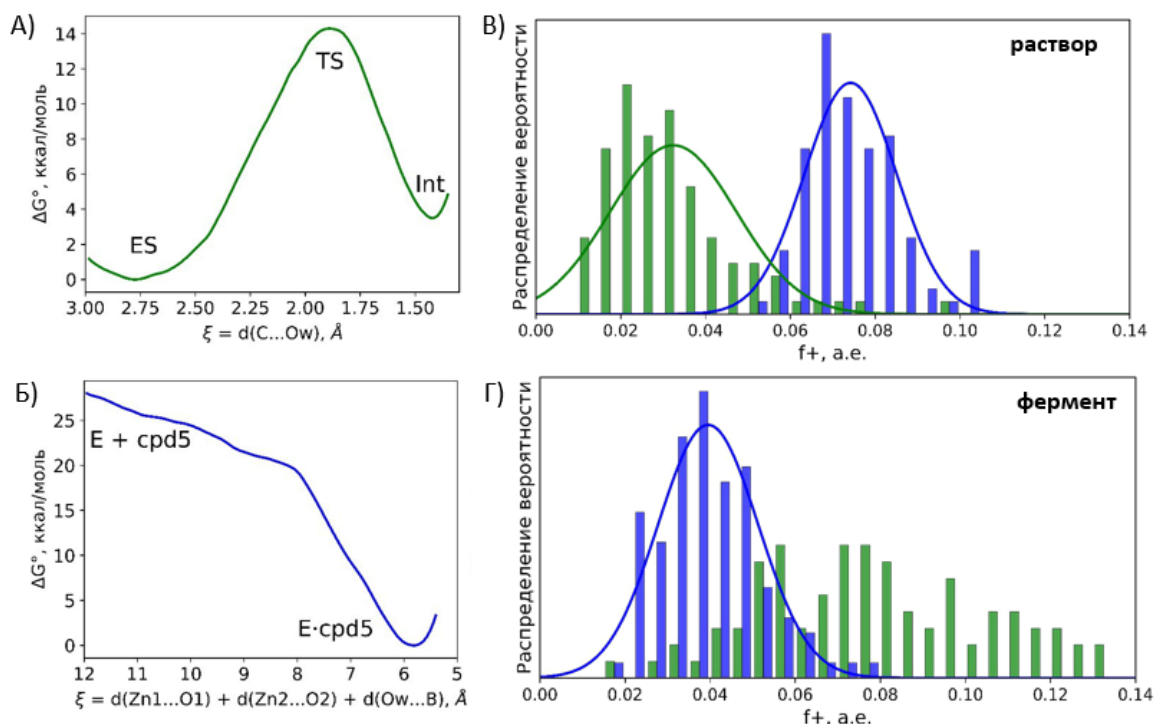 А)
ΔG°, ккал/моль
14
12
10
8
6
4
2
0
ES
TS
Int
3.00 2.75 2.50 2.25 2.00 1.75 1.50
ξ = d(C...Ow), Å
В)
Распределение вероятности
раствор
0.00 0.02 0.04 0.06 0.08 0.10 0.12 0.14
f+, a.e.
Б)
ΔG°, ккал/моль
25
20
15
10
5
0
E + cpd5
E·cpd5
12 11 10 9 8 7 6 5
ξ = d(Zn1...O1) + d(Zn2...O2) + d(Ow...B), Å
Г)
Распределение вероятности
фермент
0.00 0.02 0.04 0.06 0.08 0.10 0.12 0.14
f+, a.e.